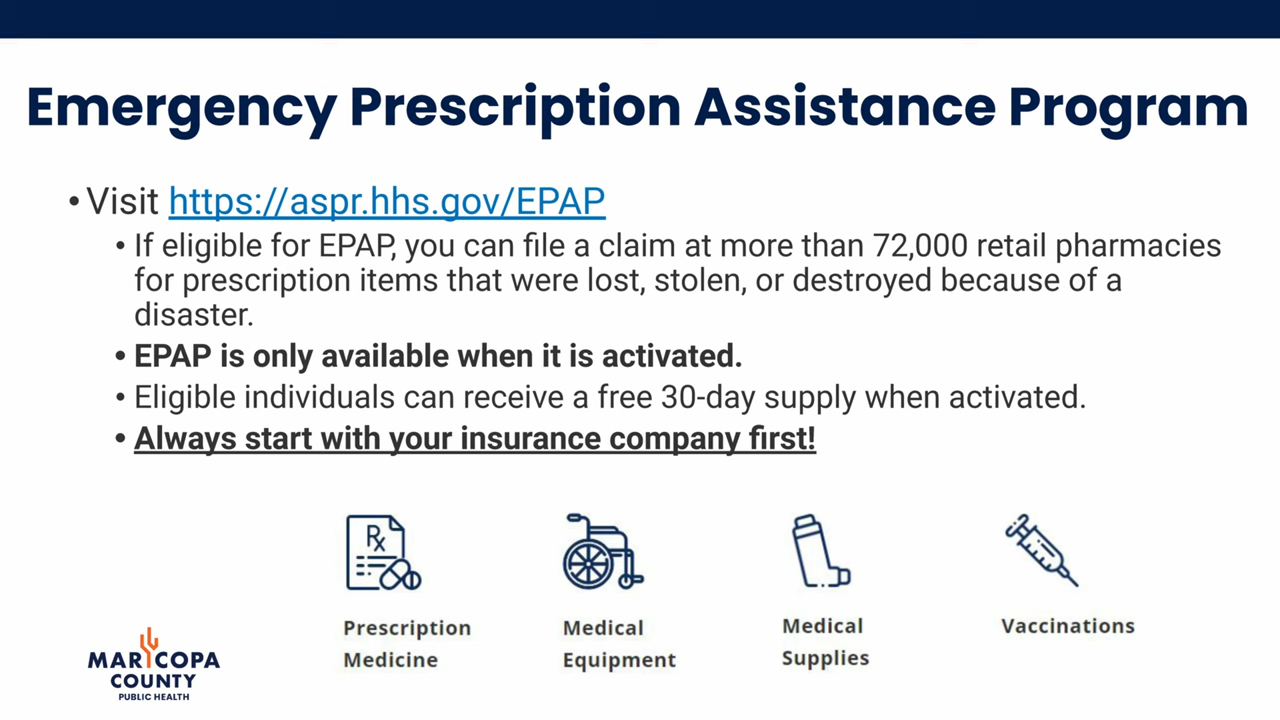 Emergency Prescription Assistance Program
• Visit https://aspr.hhs.gov/EPAP
• If eligible for EPAP, you can file a claim at more than 72,000 retail pharmacies
for prescription items that were lost, stolen, or destroyed because of a
disaster.
• EPAP is only available when it is activated.
• Eligible individuals can receive a free 30-day supply when activated.
• Always start with your insurance company first!
Rx
Prescription
Medicine
Medical
Equipment
Medical
Supplies
Vaccinations
MARICOPA
COUNTY
PUBLIC HEALTH